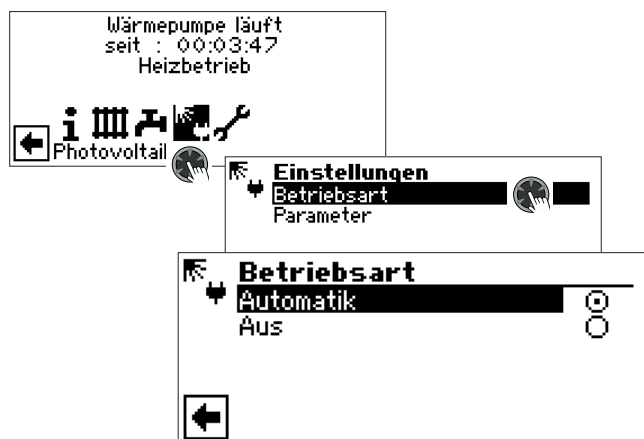 Wärmepumpe läuft
seit : 00:03:47
Heizbetrieb
Photovoltaik
Einstellungen
Betriebsart
Parameter
Betriebsart
Automatik
Aus